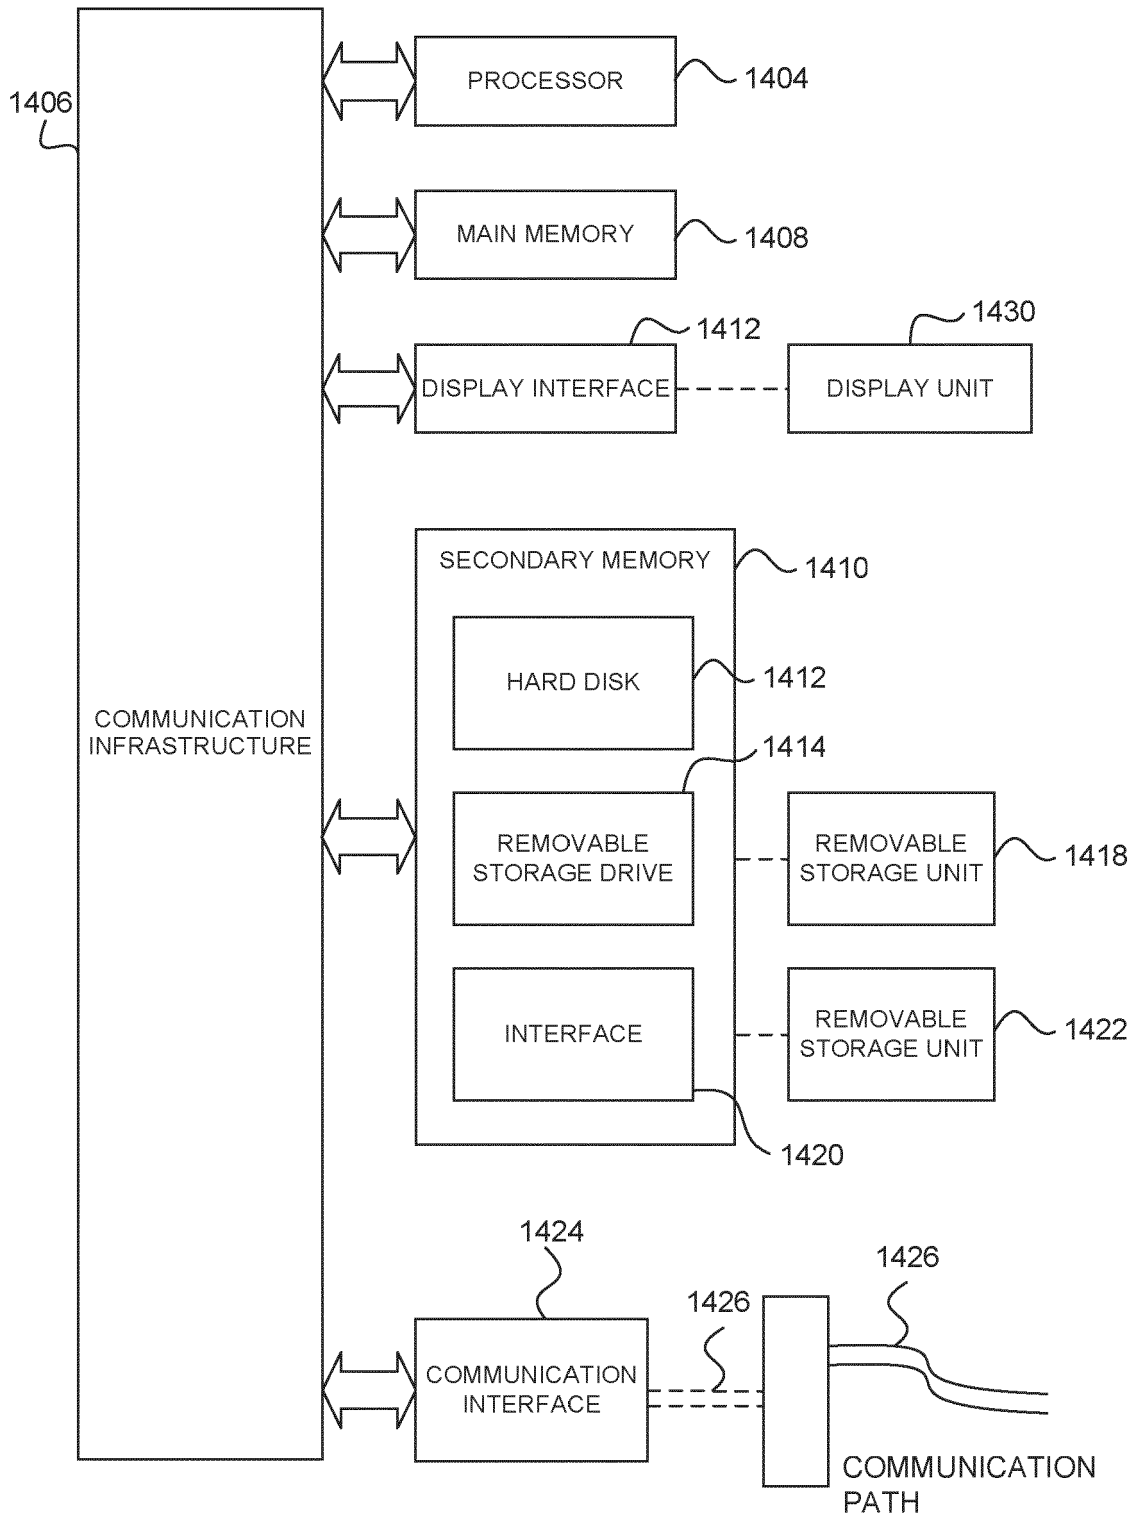 PROCESSOR
1404
1406
MAIN MEMORY
1408
1412
1430
DISPLAY INTERFACE
DISPLAY UNIT
SECONDARY MEMORY
1410
HARD DISK
1412
COMMUNICATION
INFRASTRUCTURE
1414
REMOVABLE
STORAGE DRIVE
REMOVABLE
STORAGE UNIT
1418
INTERFACE
REMOVABLE
STORAGE UNIT
1422
1420
1424
1426
1426
COMMUNICATION
INTERFACE
COMMUNICATION
PATH